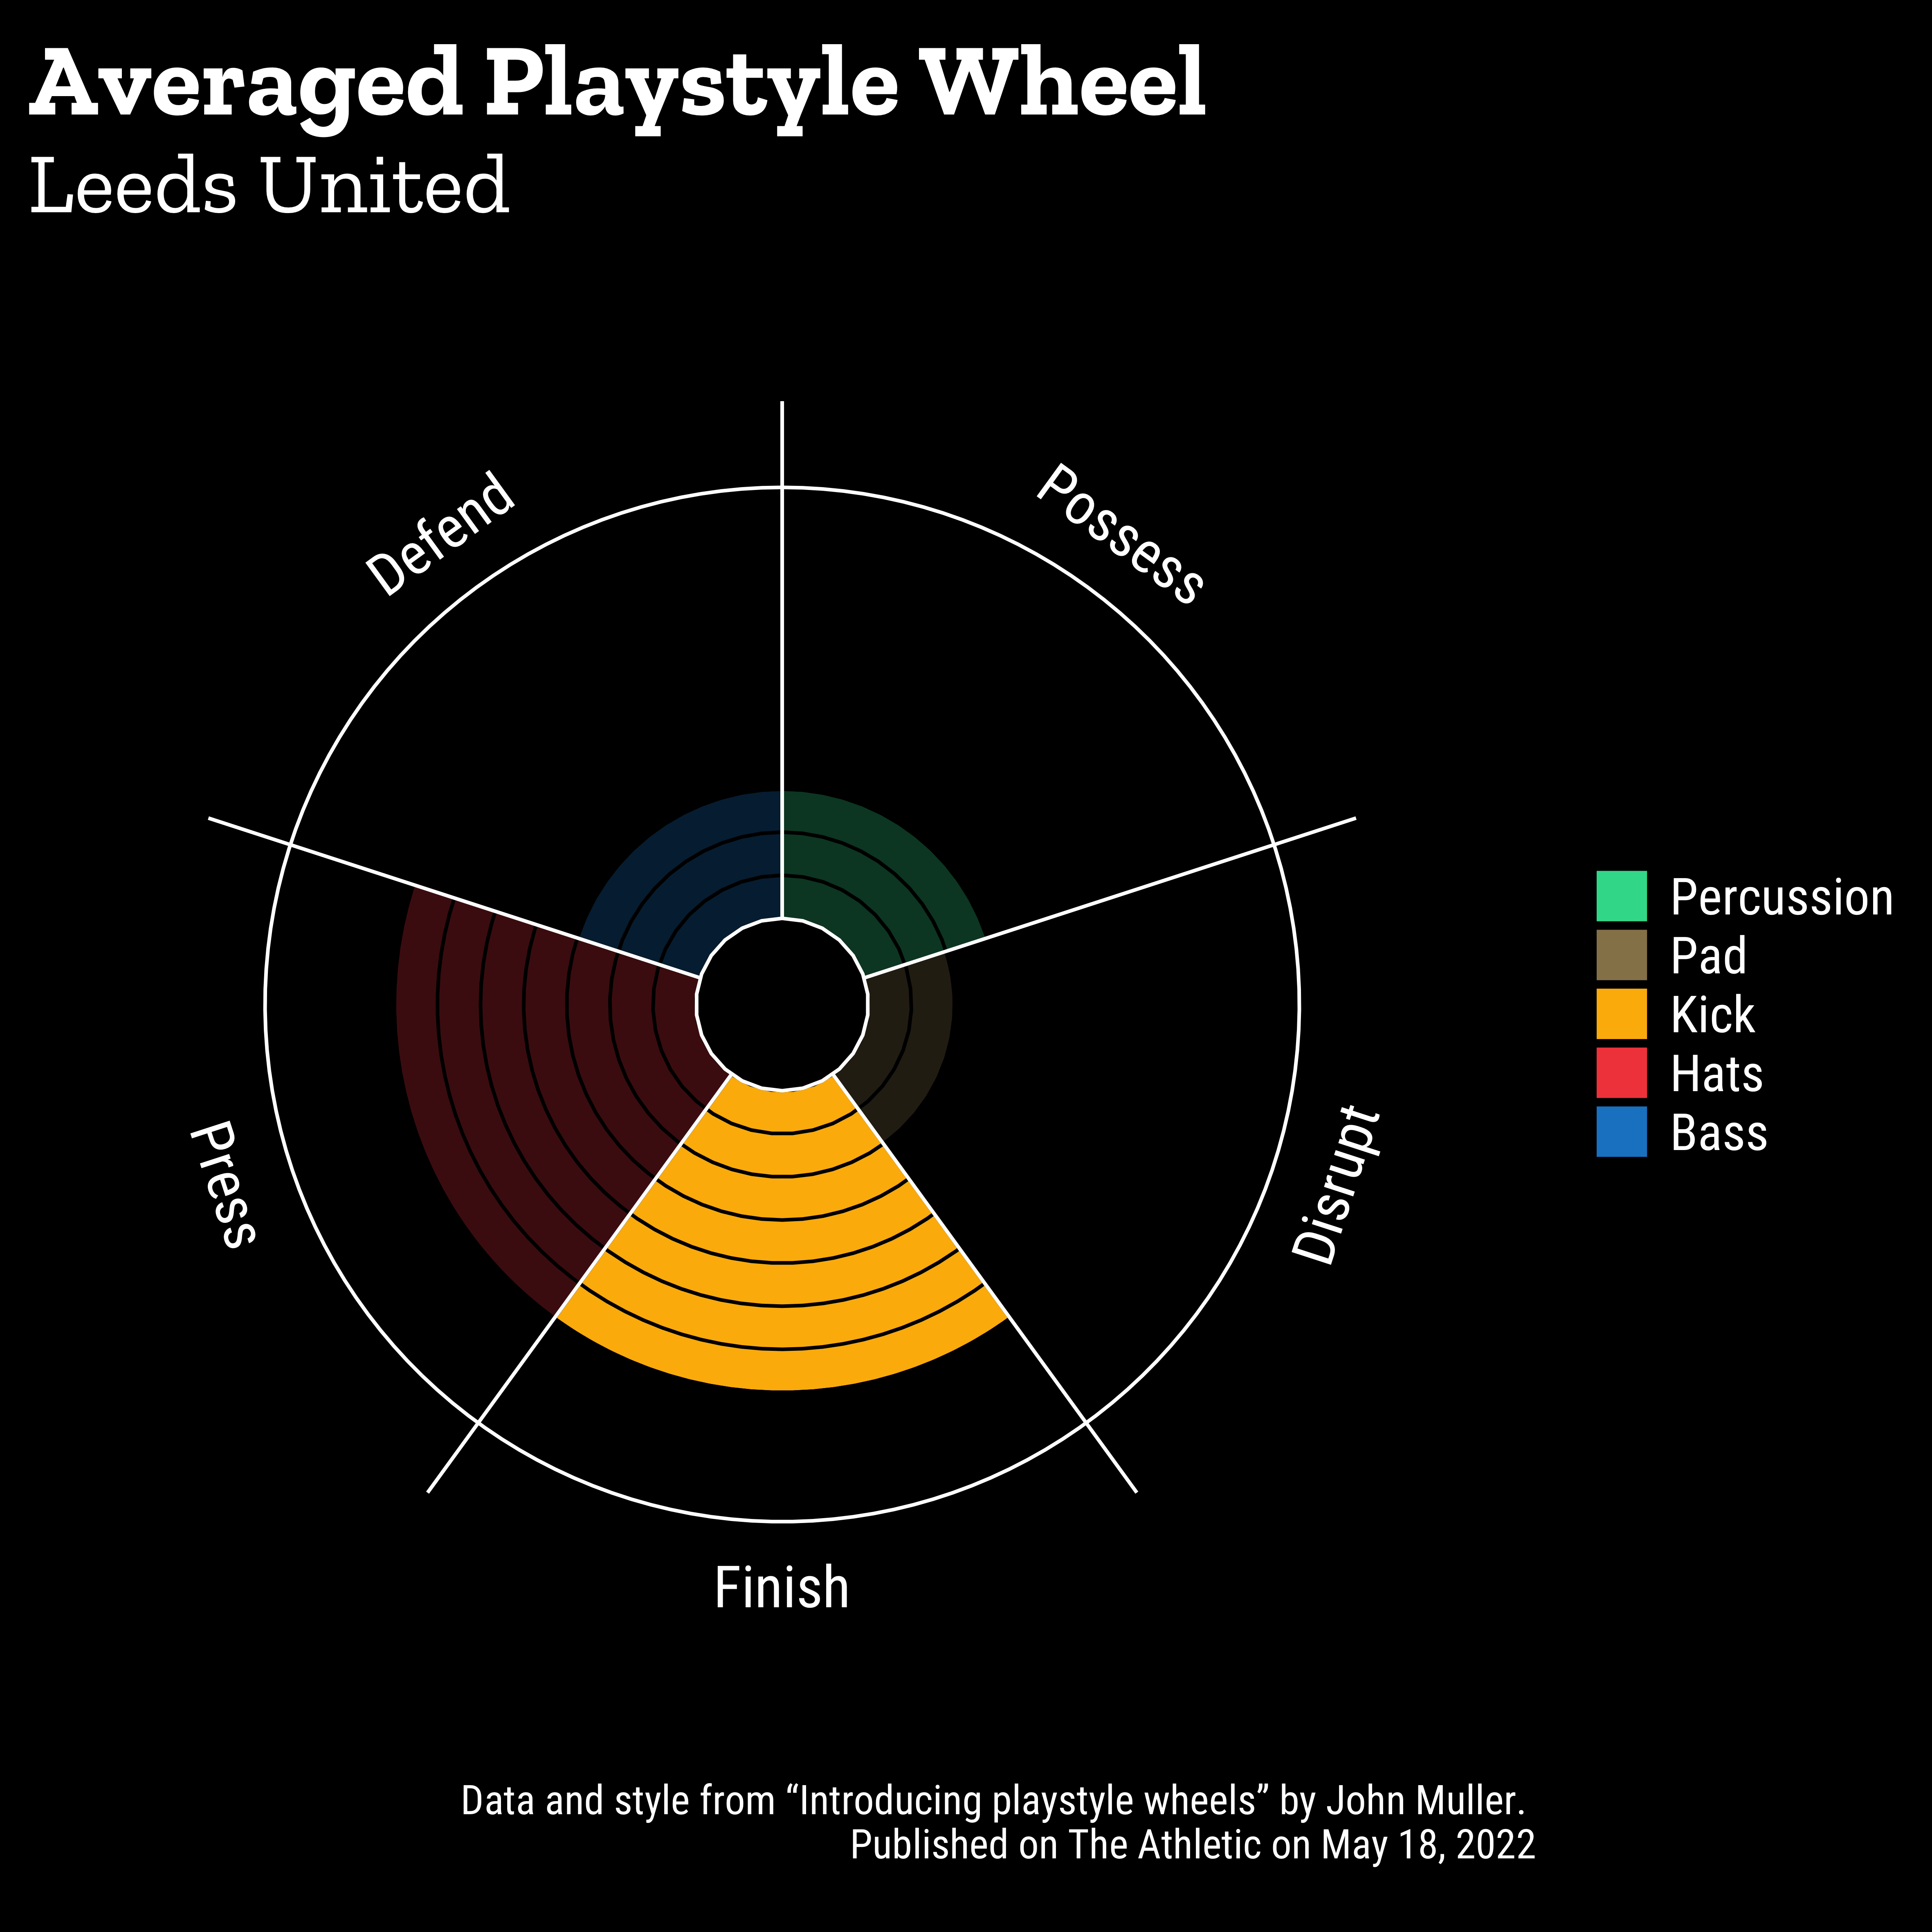 Averaged Playstyle Wheel
Leeds United
Defend
Possess
Press
Disrupt
Finish
Percussion
Pad
Kick
Hats
Bass
Data and style from “Introducing playstyle wheels” by John Muller.
Published on The Athletic on May 18, 2022